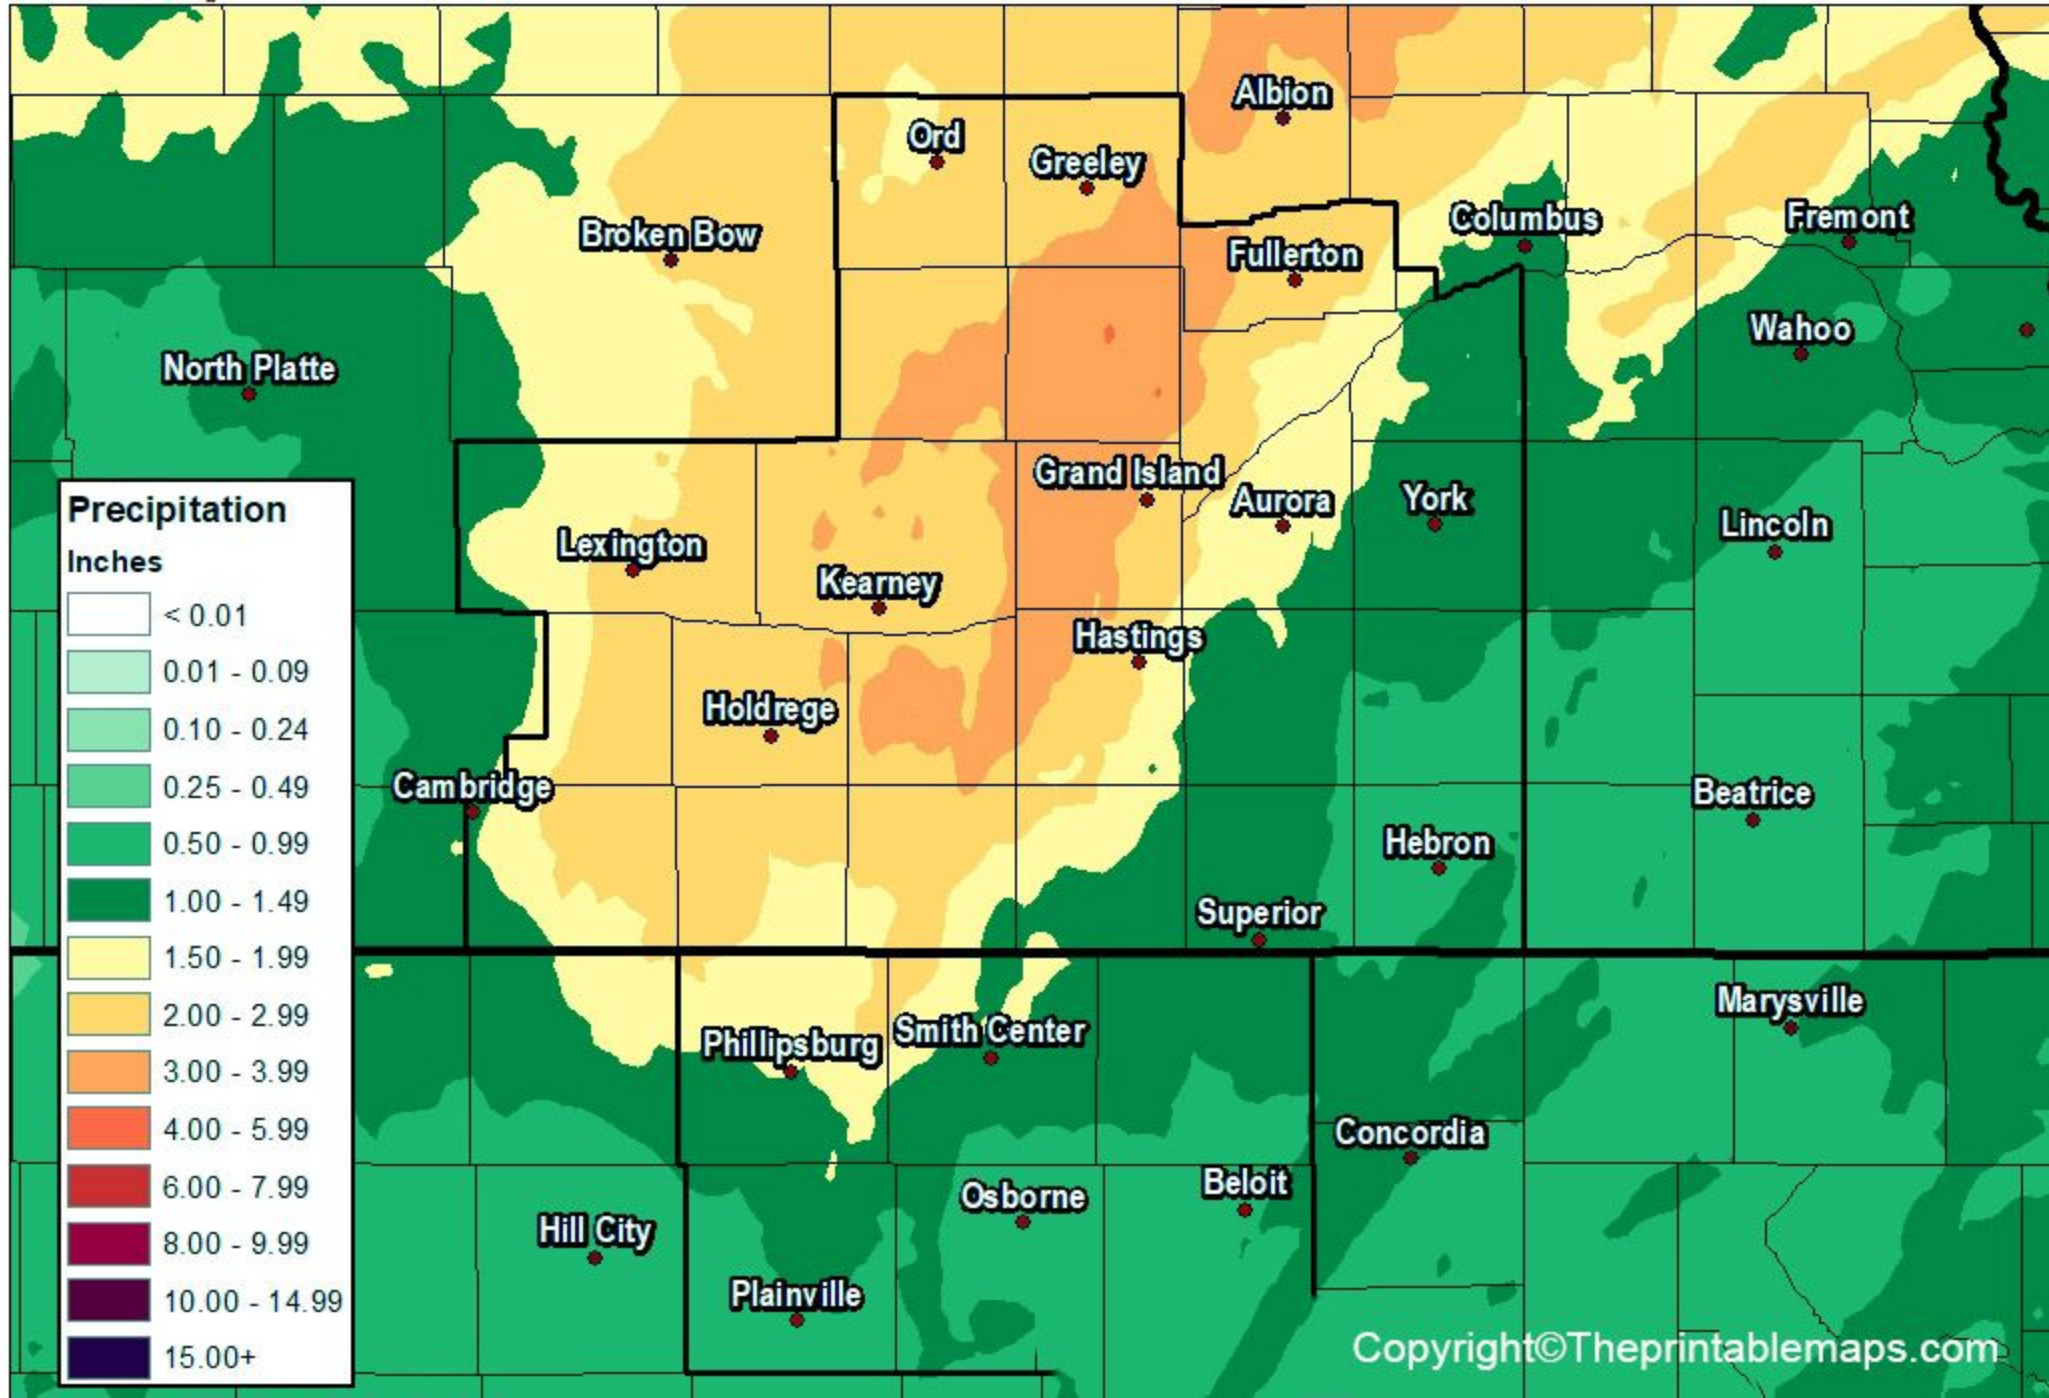 Albion
Ord
Greeley
Broken Bow
Columbus
Fremont
Fullerton
North Platte
Wahoo
Grand Island
Aurora
York
Lincoln
Lexington
Kearney
Hastings
Holdrege
Cambridge
Beatrice
Hebron
Superior
Marysville
Phillipsburg
Smith Center
Concordia
Osborne
Beloit
Hill City
Plainville
Precipitation
Inches
< 0.01
0.01 - 0.09
0.10 - 0.24
0.25 - 0.49
0.50 - 0.99
1.00 - 1.49
1.50 - 1.99
2.00 - 2.99
3.00 - 3.99
4.00 - 5.99
6.00 - 7.99
8.00 - 9.99
10.00 - 14.99
15.00+
Copyright©Theprintablemaps.com